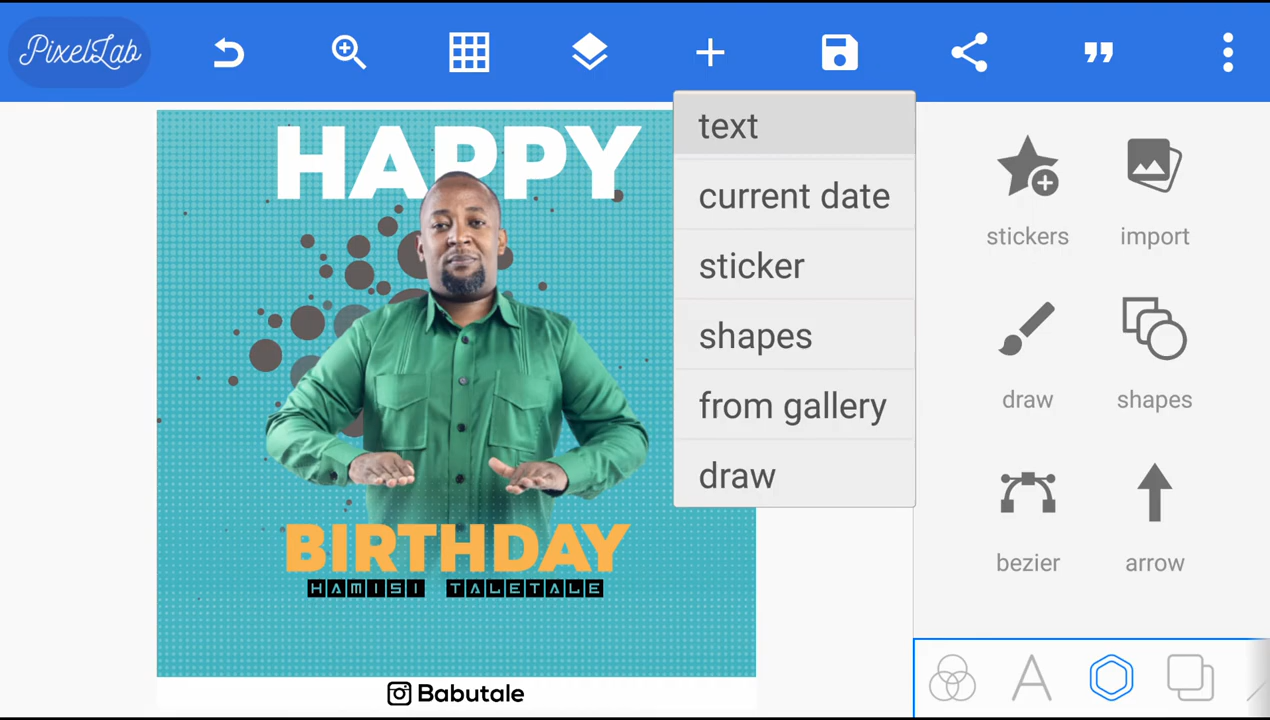 PixelLab
text
current date
sticker
shapes
from gallery
draw
HAPPY
BIRTHDAY
HAMISI TALETALE
Babutale
stickers import
draw shapes
bezier arrow